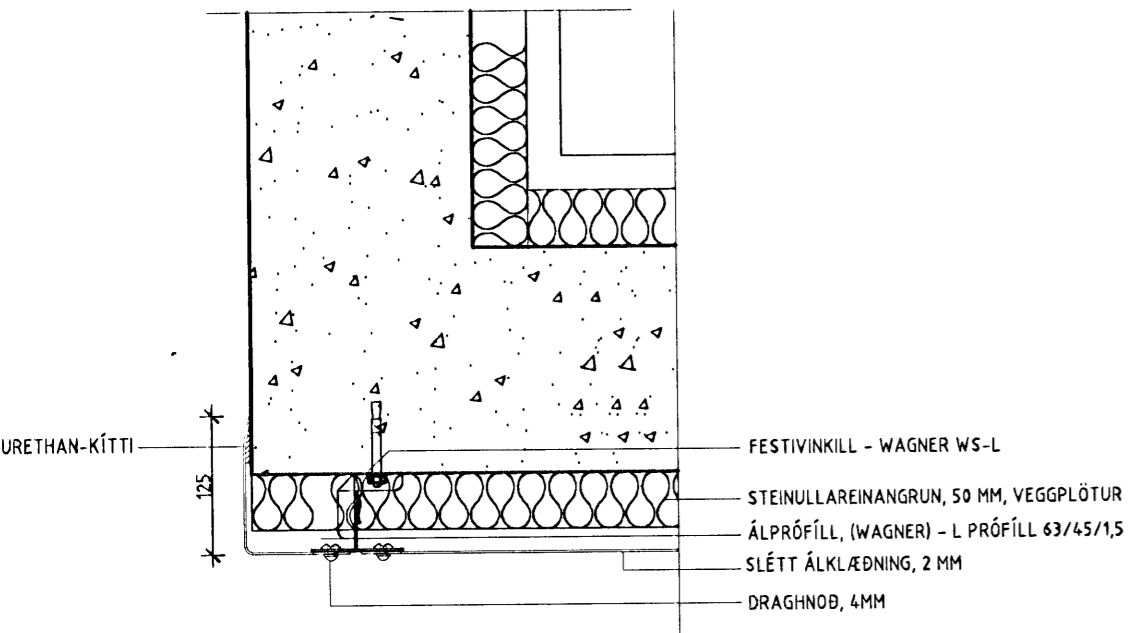 URETHAN-KÍTTI
125
FESTIVINKILL - WAGNER WS-L
STEINULLAREINANGRUN, 50 MM, VEGGPLÖTUR
ÁLPRÓFÍLL, (WAGNER) - L PRÓFÍLL 63/45/1,5
SLÉTT ÁLKLÆÐNING, 2 MM
DRAGHNOÐ, 4MM